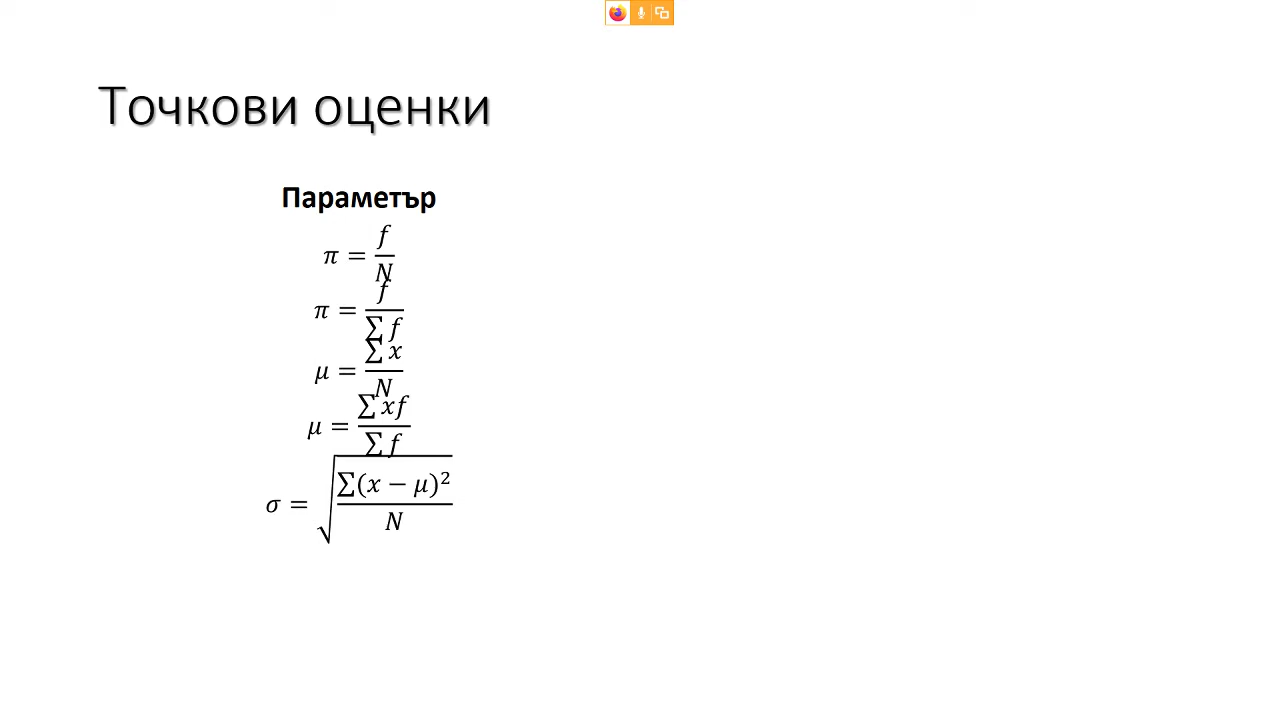 Точкови оценки
Параметър
π = f/N
π = f/∑ f
μ = ∑ x/N
μ = ∑ xf/∑ f
σ = √(∑(x − μ)²/N)